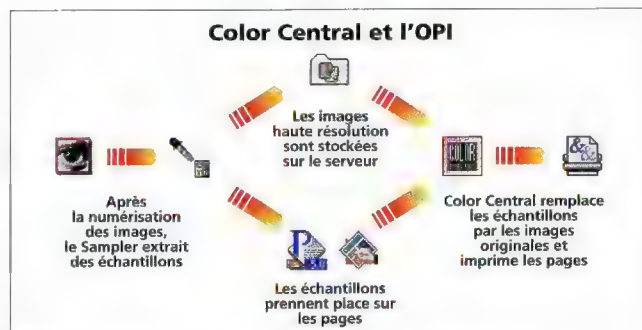 Color Central et l'OPI
Les images
haute résolution
sont stockées
sur le serveur
Après
la numérisation
des images,
le Sampler extrait
des échantillons
COLOR
Color Central remplace
les échantillons
par les images
originales et
imprime les pages
Les échantillons
prennent place sur
les pages